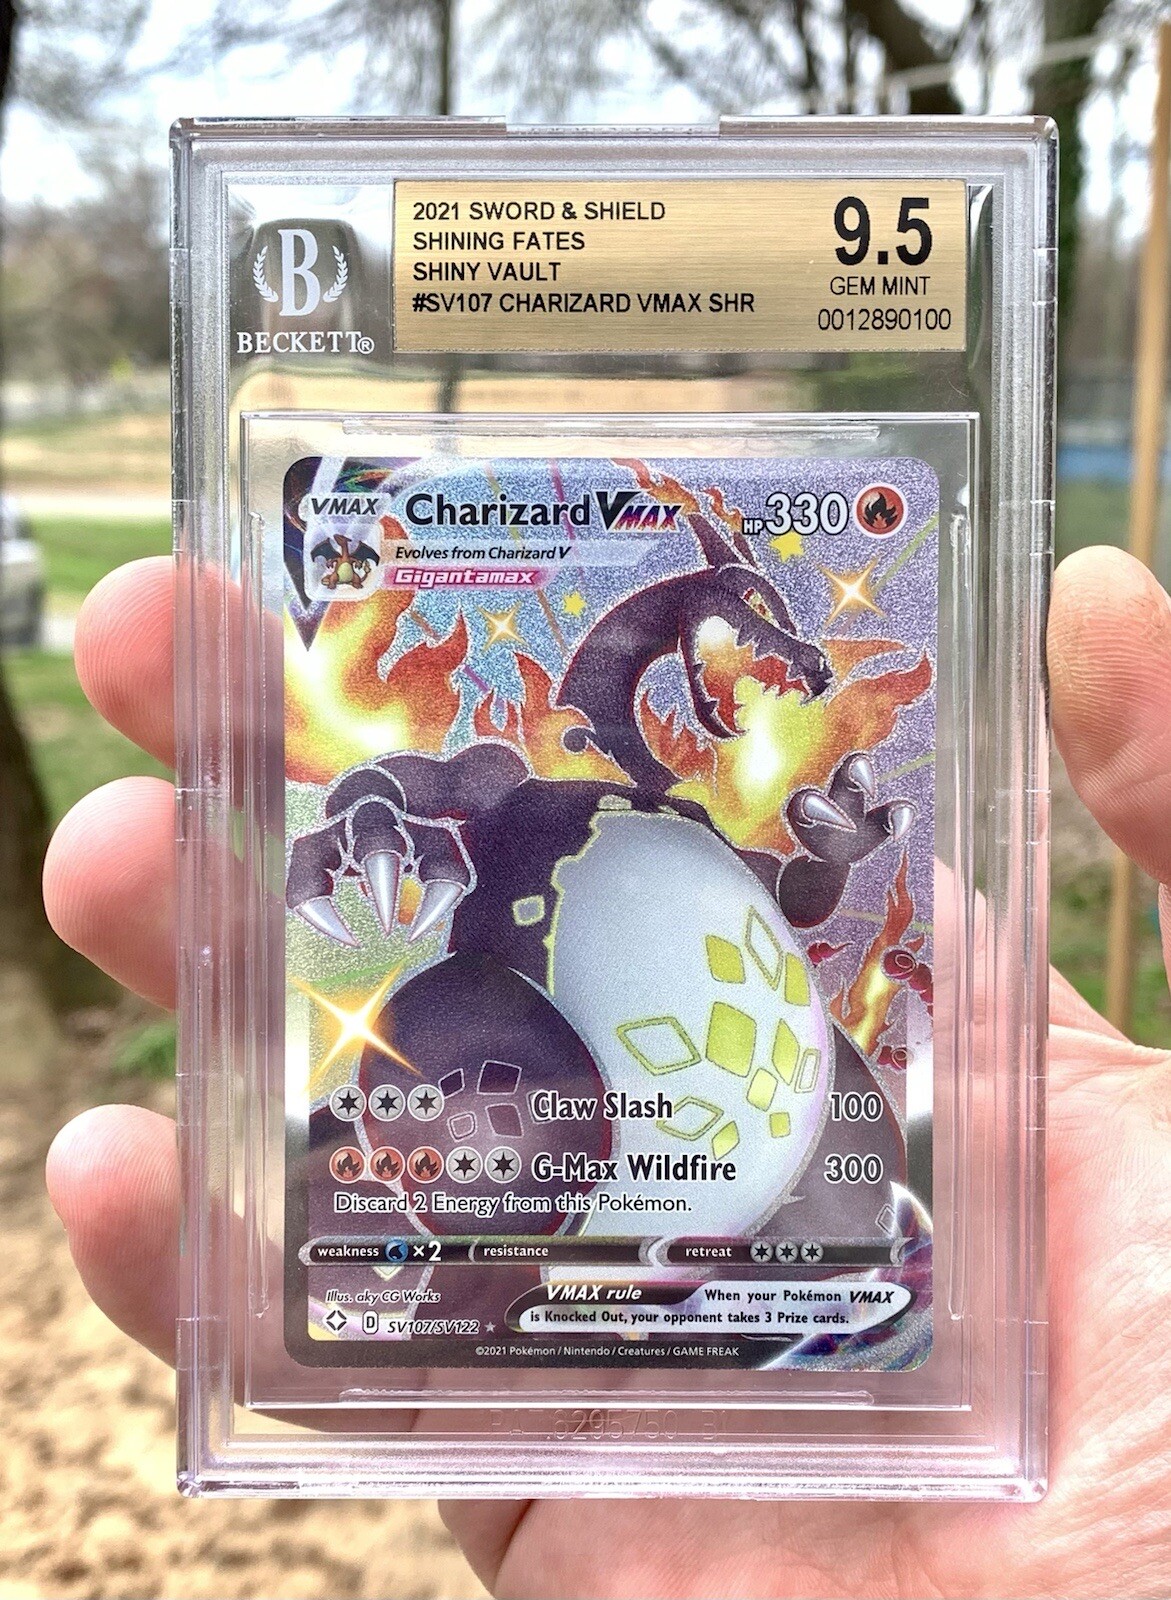 B
BECKETT®
2021 SWORD & SHIELD
SHINING FATES
SHINY VAULT
#SV107 CHARIZARD VMAX SHR
9.5
GEM MINT
0012890100
VMAX Charizard VMAX HP 330
Evolves from Charizard V
Gigantamax
Claw Slash 100
G-Max Wildfire 300
Discard 2 Energy from this Pokémon.
weakness ×2 resistance retreat
Illus. aky CG Works
VMAX rule When your Pokémon VMAX
is Knocked Out, your opponent takes 3 Prize cards.
D SV107/SV122 ★
©2021 Pokémon / Nintendo / Creatures / GAME FREAK
PAT.6295750 B1